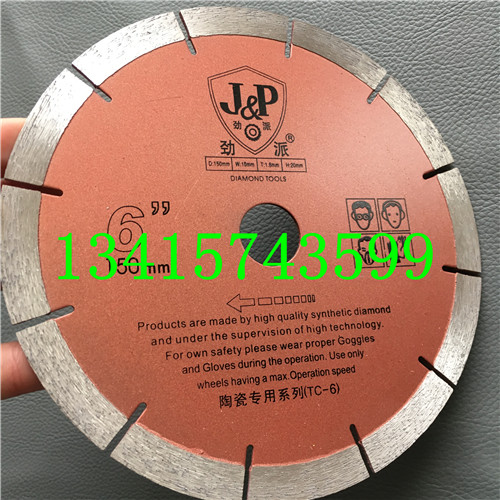 J&P
劲
劲派®
D:150mm W:15mm T:1.8mm H:20mm
DIAMOND TOOLS
6"
150mm
13415743599
Products are made by high quality synthetic diamond
and under the supervision of high technology.
For own safety please wear proper Goggles
and Gloves during the operation. Use only
wheels having a max.Operation speed
陶瓷专用系列(TC-6)